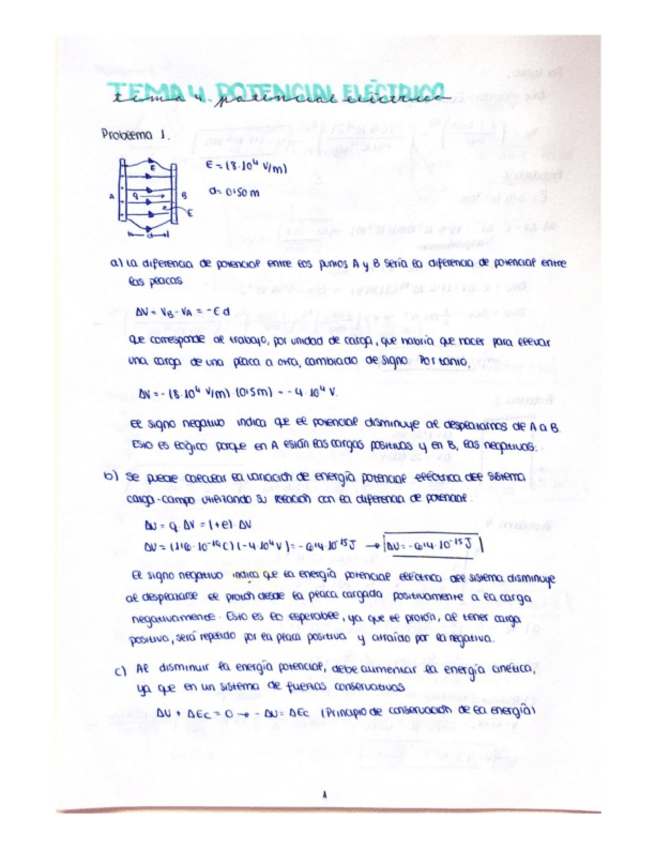 TEMA 4. POTENCIAL ELÉCTRICO
tema 4. potencial eléctrico
Problema 1.
E = (8·10⁴ V/m)
d = 0'50 m
A E B
q
E
d
a) La diferencia de potencial entre los puntos A y B sería la diferencia de potencial entre
las placas
ΔV = VB - VA = -E d
que corresponde al trabajo, por unidad de carga, que habría que hacer para llevar
una carga de una placa a otra, cambiado de signo. Por tanto,
ΔV = - (8·10⁴ V/m) (0'5m) = -4·10⁴ V.
El signo negativo indica que el potencial disminuye al desplazarnos de A a B.
Esto es lógico porque en A están las cargas positivas y en B, las negativas.
b) Se puede calcular la variación de energía potencial eléctrica del sistema
carga-campo utilizando su relación con la diferencia de potencial:
ΔU = q·ΔV = (+e)·ΔV
ΔU = (1'6·10⁻¹⁹C) (-4·10⁴V) = -6'4·10⁻¹⁵J → ΔU = -6'4·10⁻¹⁵J
El signo negativo indica que la energía potencial eléctrica del sistema disminuye
al desplazarse el protón desde la placa cargada positivamente a la carga
negativamente. Esto es lo esperable, ya que el protón, al tener carga
positiva, será repelido por la placa positiva y atraído por la negativa.
c) Al disminuir la energía potencial, debe aumentar la energía cinética,
ya que en un sistema de fuerzas conservativas
ΔU + ΔEc = 0 → -ΔU = ΔEc (Principio de conservación de la energía)